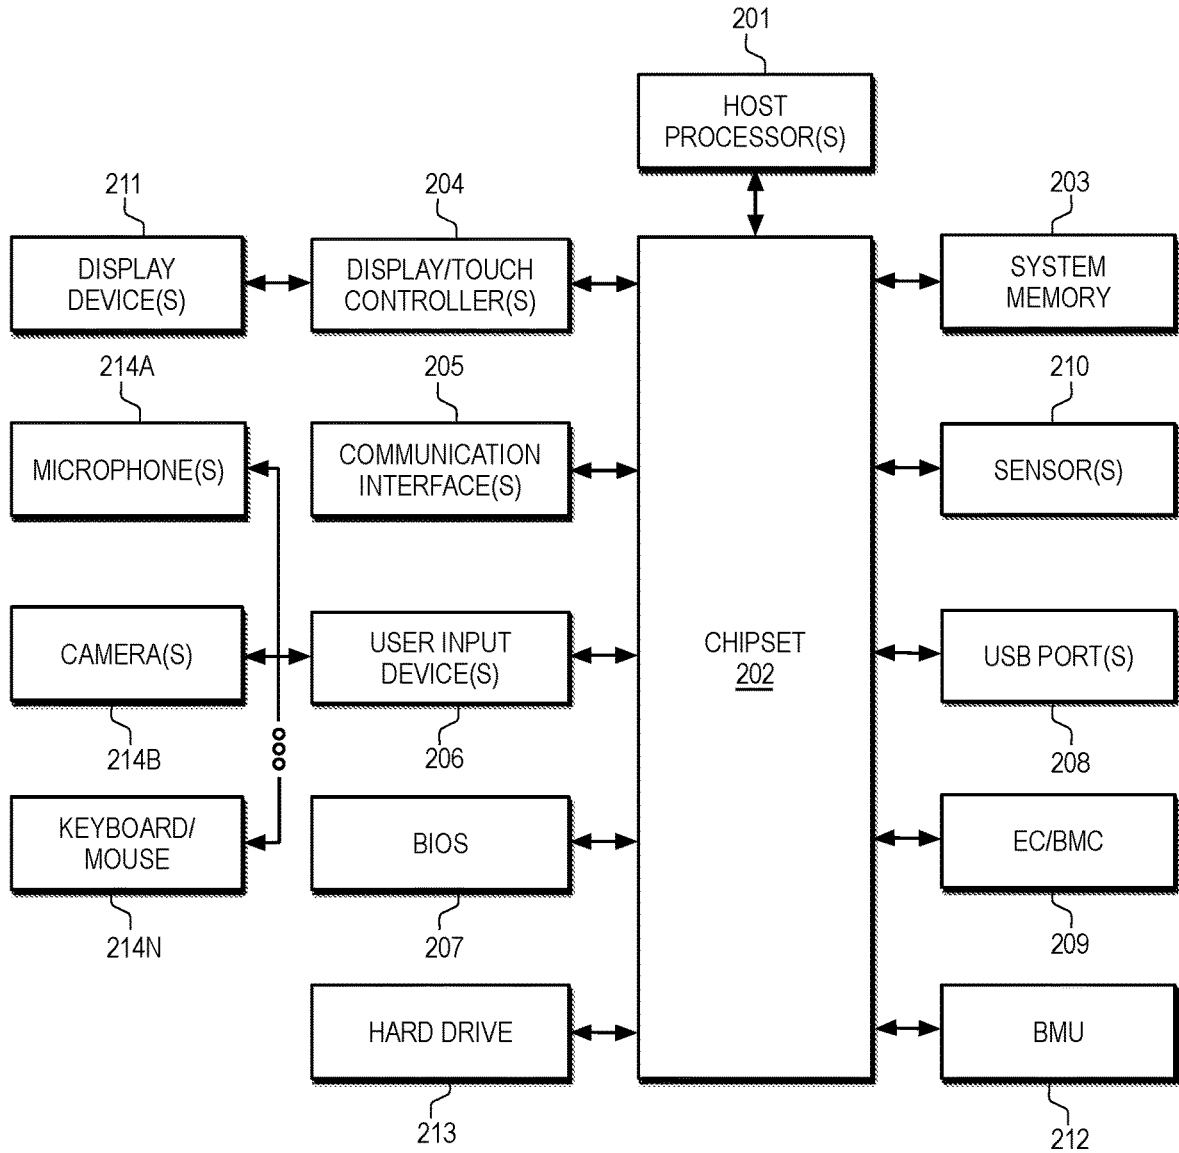 201
HOST
PROCESSOR(S)
211
204
203
DISPLAY
DEVICE(S)
DISPLAY/TOUCH
CONTROLLER(S)
SYSTEM
MEMORY
214A
205
210
MICROPHONE(S)
COMMUNICATION
INTERFACE(S)
SENSOR(S)
CAMERA(S)
USER INPUT
DEVICE(S)
CHIPSET
202
USB PORT(S)
214B
206
208
KEYBOARD/
MOUSE
BIOS
EC/BMC
214N
207
209
HARD DRIVE
BMU
213
212